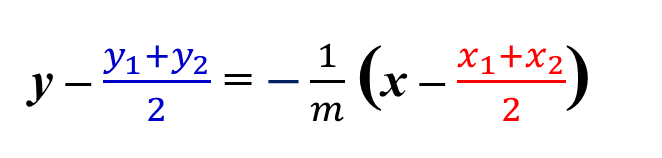 y − (y₁+y₂)/2 = − 1/m (x − (x₁+x₂)/2)